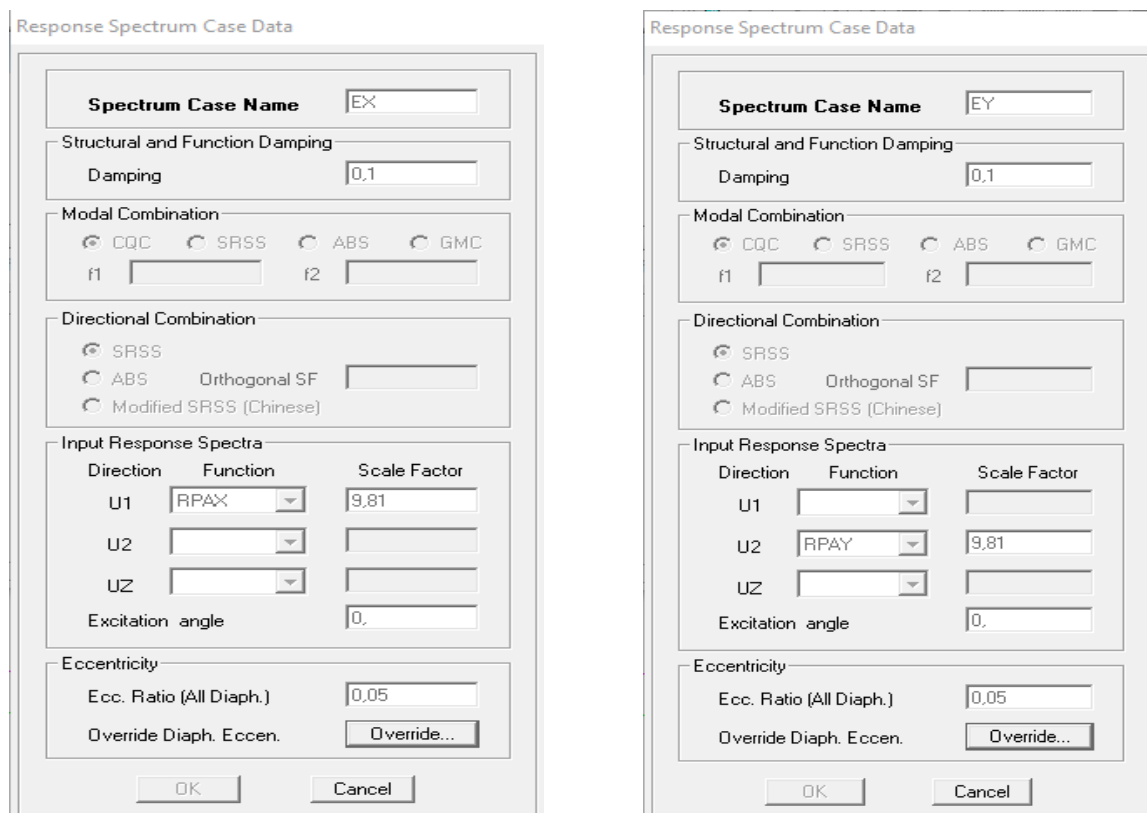 Response Spectrum Case Data
Spectrum Case Name EX
Structural and Function Damping
Damping 0,1
Modal Combination
CQC SRSS ABS GMC
f1 f2
Directional Combination
SRSS
ABS Orthogonal SF
Modified SRSS (Chinese)
Input Response Spectra
Direction Function Scale Factor
U1 RPAX 9,81
U2
UZ
Excitation angle 0,
Eccentricity
Ecc. Ratio (All Diaph.) 0,05
Override Diaph. Eccen. Override...
OK Cancel
Response Spectrum Case Data
Spectrum Case Name EY
Structural and Function Damping
Damping 0,1
Modal Combination
CQC SRSS ABS GMC
f1 f2
Directional Combination
SRSS
ABS Orthogonal SF
Modified SRSS (Chinese)
Input Response Spectra
Direction Function Scale Factor
U1
U2 RPAY 9,81
UZ
Excitation angle 0,
Eccentricity
Ecc. Ratio (All Diaph.) 0,05
Override Diaph. Eccen. Override...
OK Cancel